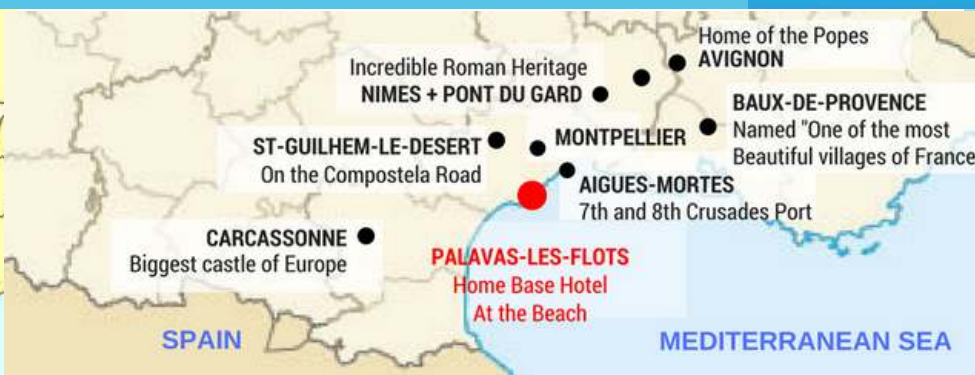 Home of the Popes
AVIGNON
Incredible Roman Heritage
NIMES + PONT DU GARD
BAUX-DE-PROVENCE
Named "One of the most
Beautiful villages of France
ST-GUILHEM-LE-DESERT
On the Compostela Road
MONTPELLIER
AIGUES-MORTES
7th and 8th Crusades Port
CARCASSONNE
Biggest castle of Europe
PALAVAS-LES-FLOTS
Home Base Hotel
At the Beach
SPAIN
MEDITERRANEAN SEA